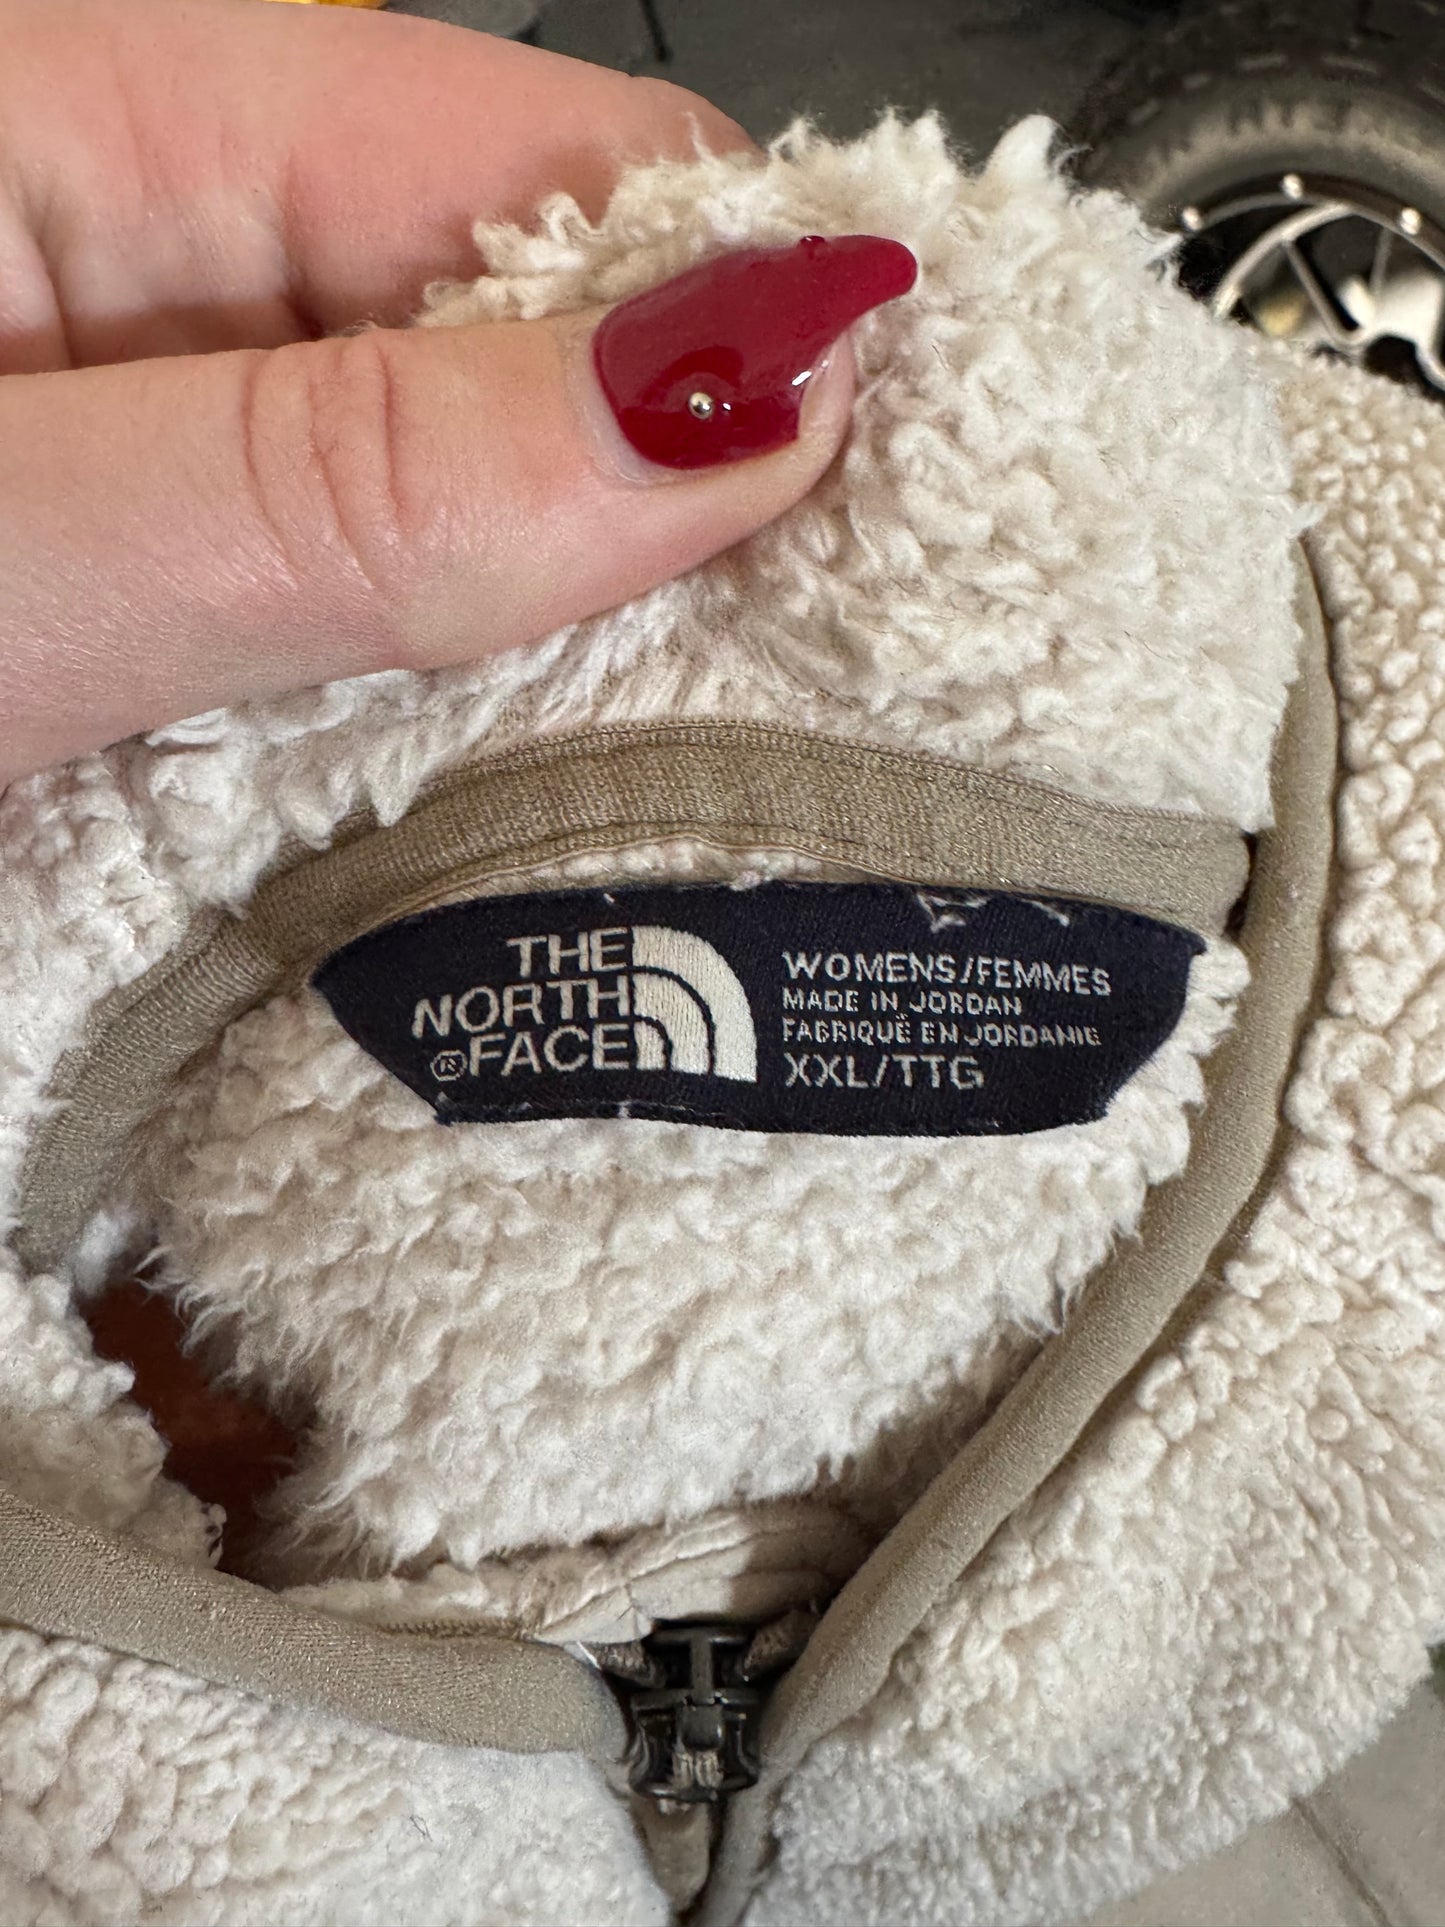 THE
NORTH
® FACE
WOMENS/FEMMES
MADE IN JORDAN
FABRIQUÉ EN JORDANIE
XXL/TTG